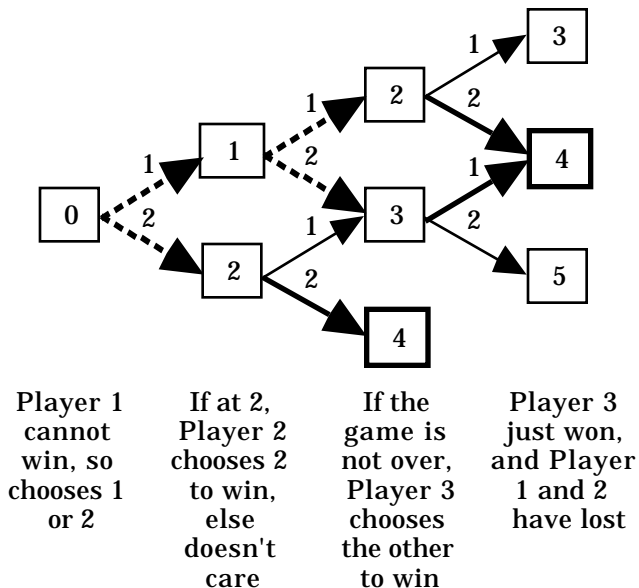 1
3
1
2
2
1
1
1
2
4
0
2
1
3
2
2
2
5
4
Player 1
cannot
win, so
chooses 1
or 2
If at 2,
Player 2
chooses 2
to win,
else
doesn't
care
If the
game is
not over,
Player 3
chooses
the other
to win
Player 3
just won,
and Player
1 and 2
have lost